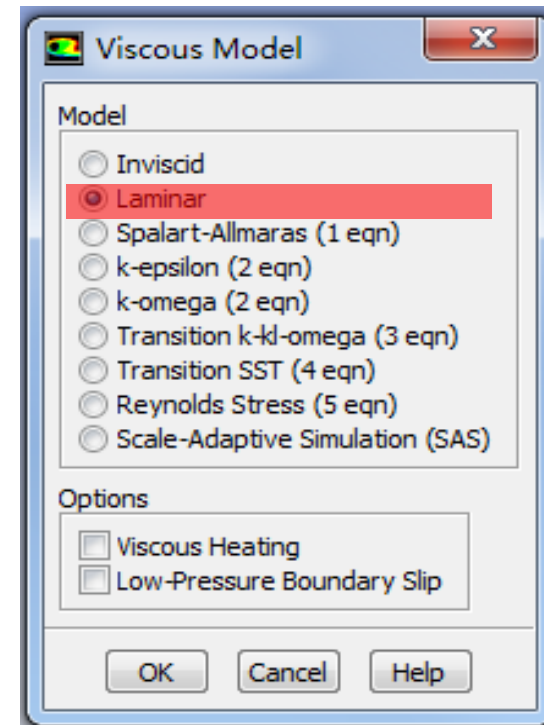 Viscous Model
Model
Inviscid
Laminar
Spalart-Allmaras (1 eqn)
k-epsilon (2 eqn)
k-omega (2 eqn)
Transition k-kl-omega (3 eqn)
Transition SST (4 eqn)
Reynolds Stress (5 eqn)
Scale-Adaptive Simulation (SAS)
Options
Viscous Heating
Low-Pressure Boundary Slip
OK Cancel Help